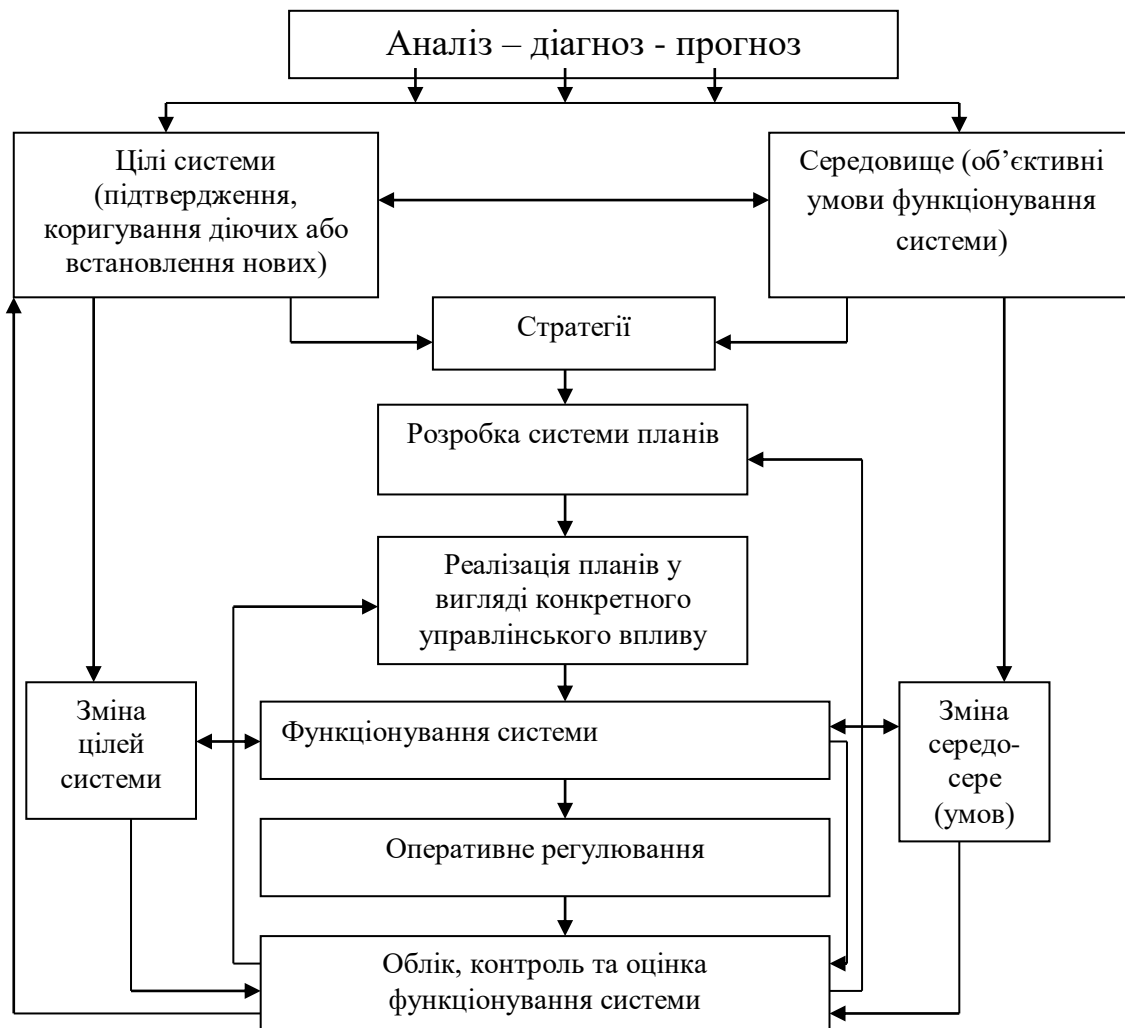 Аналіз – діагноз - прогноз
Цілі системи
(підтвердження,
коригування діючих або
встановлення нових)
Середовище (об’єктивні
умови функціонування
системи)
Стратегії
Розробка системи планів
Реалізація планів у
вигляді конкретного
управлінського впливу
Зміна
цілей
системи
Функціонування системи
Зміна
середо-
сере
(умов)
Оперативне регулювання
Облік, контроль та оцінка
функціонування системи